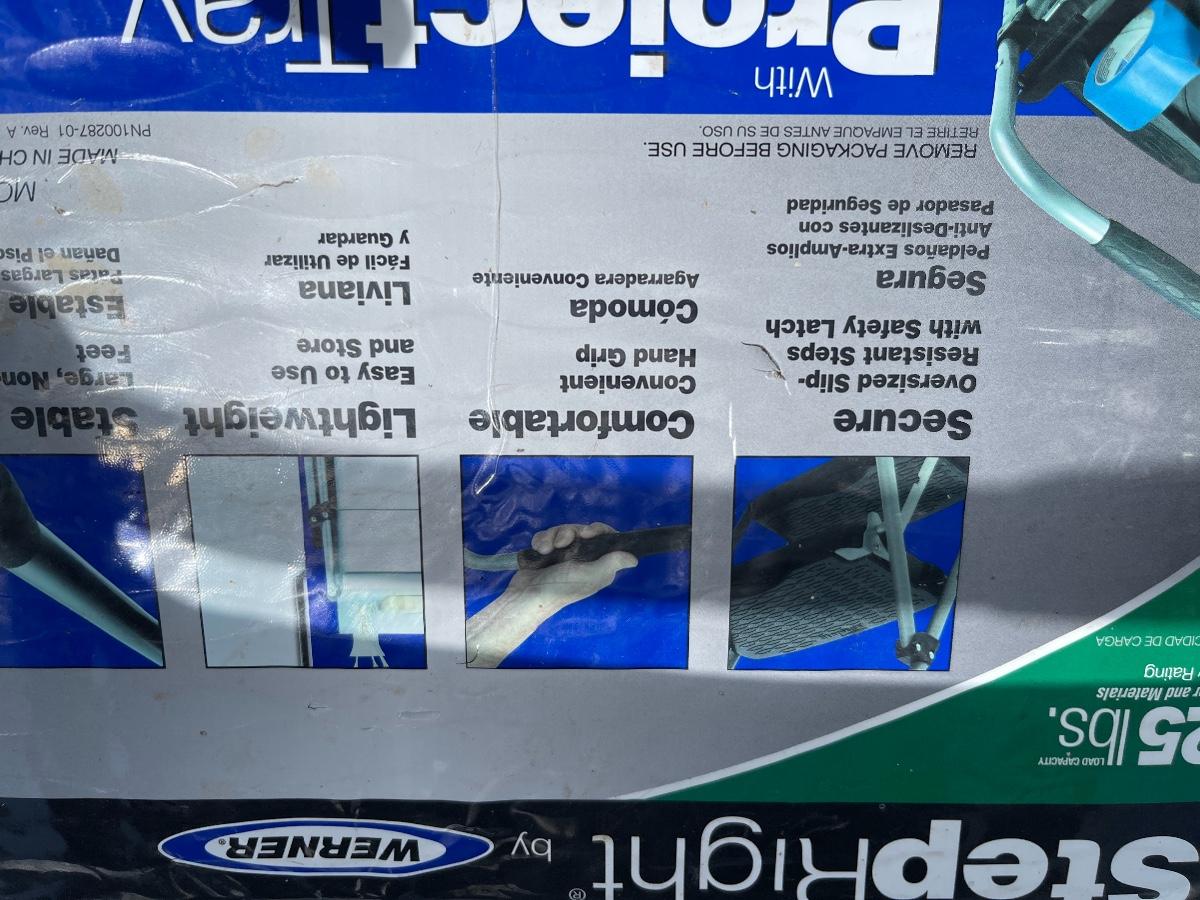 StepRight® by WERNER®
LOAD CAPACITY
25 lbs.
and Materials
Rating
CIDAD DE CARGA
Secure
Oversized Slip-
Resistant Steps
with Safety Latch
Segura
Peldaños Extra-Amplios
Anti-Deslizantes con
Pasador de Seguridad
Comfortable
Convenient
Hand Grip
Cómoda
Agarradera Conveniente
Lightweight
Easy to Use
and Store
Liviana
Fácil de Utilizar
y Guardar
Stable
Large, Non-
Feet
Estable
Patas Largas
Dañan el Piso
REMOVE PACKAGING BEFORE USE.
RETIRE EL EMPAQUE ANTES DE SU USO.
MO
MADE IN CH
PN100287-01 Rev. A
With
Project Tray